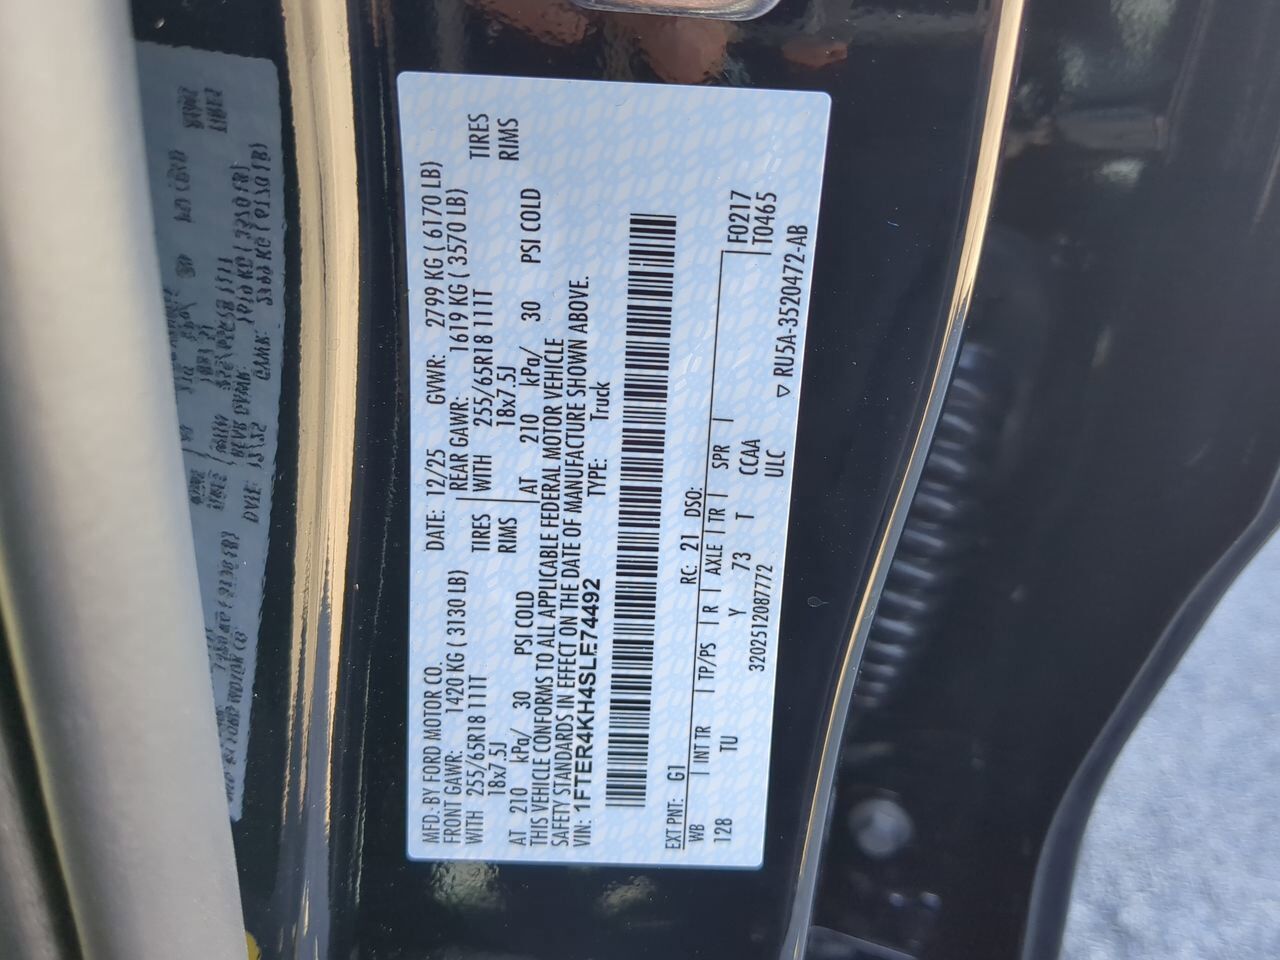 MFD. BY FORD MOTOR CO. DATE: 12/25 GVWR: 2799 KG ( 6170 LB)
FRONT GAWR: 1420 KG ( 3130 LB) REAR GAWR: 1619 KG ( 3570 LB)
WITH 255/65R18 111T TIRES WITH 255/65R18 111T TIRES
18x7.5J RIMS 18x7.5J RIMS
AT 210 kPa/ 30 PSI COLD AT 210 kPa/ 30 PSI COLD
THIS VEHICLE CONFORMS TO ALL APPLICABLE FEDERAL MOTOR VEHICLE
SAFETY STANDARDS IN EFFECT ON THE DATE OF MANUFACTURE SHOWN ABOVE.
VIN: 1FTER4KH4SLE74492 TYPE: Truck
EXT PNT: G1 RC: 21 DSO:
WB INT TR TP/PS R AXLE TR SPR F0217
128 TU Y 73 T CCAA T0465
3202512087772 ULC
▽ RU5A-3520472-AB